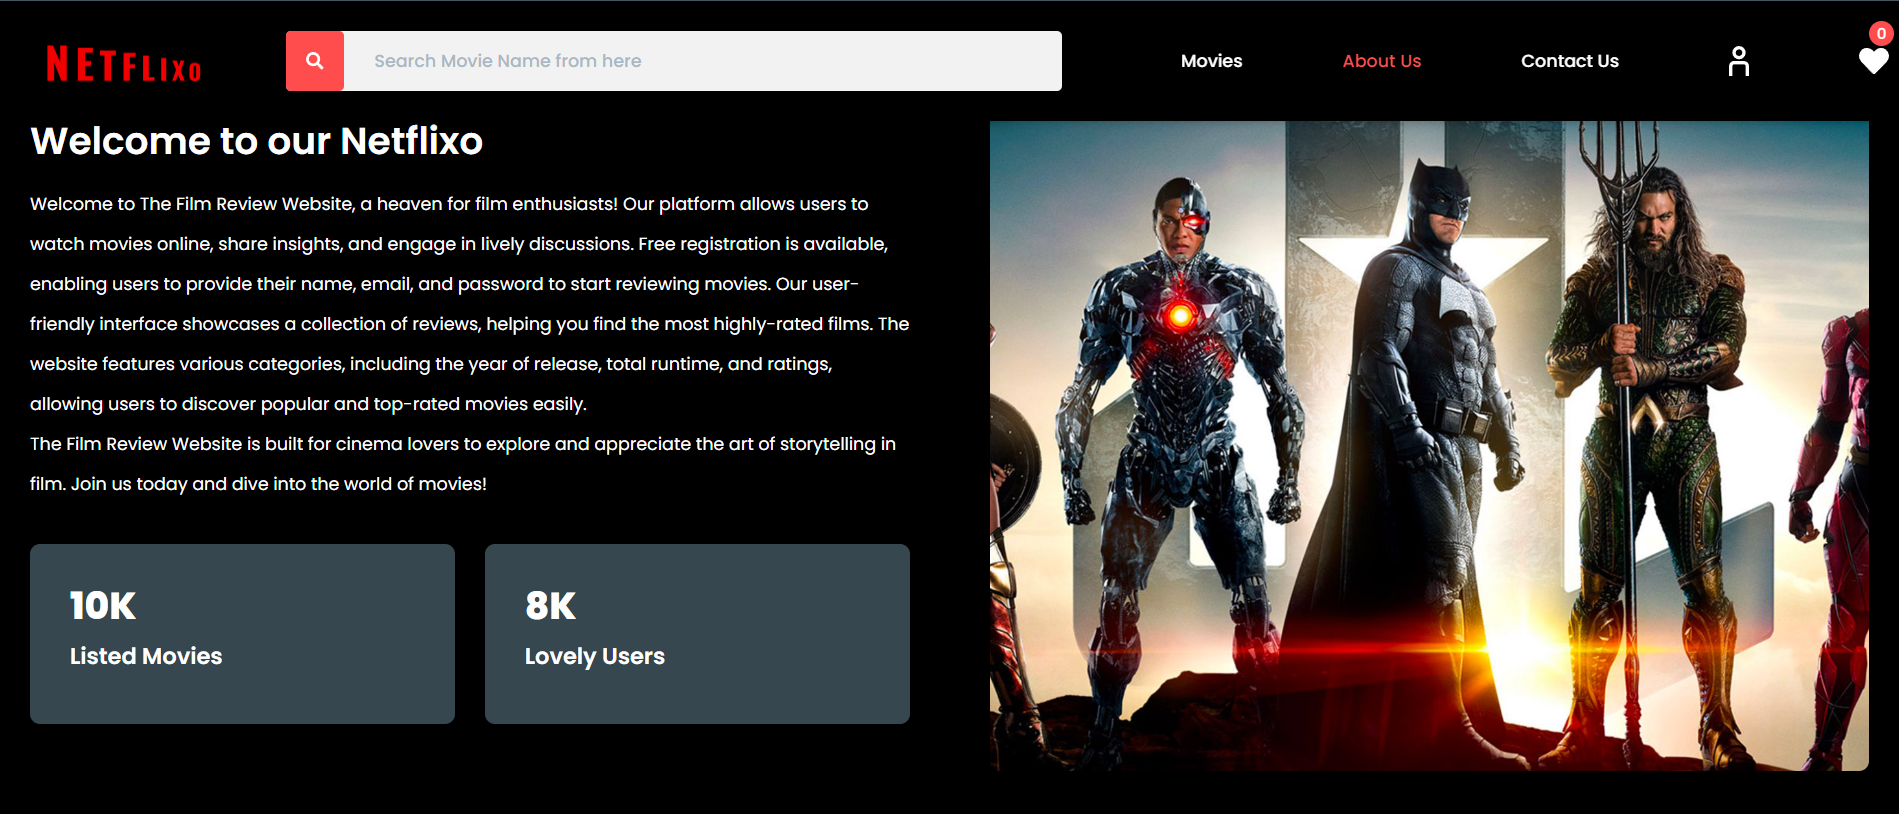 NETFLIXO
Search Movie Name from here
Movies
About Us
Contact Us
0
Welcome to our Netflixo
Welcome to The Film Review Website, a heaven for film enthusiasts! Our platform allows users to
watch movies online, share insights, and engage in lively discussions. Free registration is available,
enabling users to provide their name, email, and password to start reviewing movies. Our user-
friendly interface showcases a collection of reviews, helping you find the most highly-rated films. The
website features various categories, including the year of release, total runtime, and ratings,
allowing users to discover popular and top-rated movies easily.
The Film Review Website is built for cinema lovers to explore and appreciate the art of storytelling in
film. Join us today and dive into the world of movies!
10K
Listed Movies
8K
Lovely Users